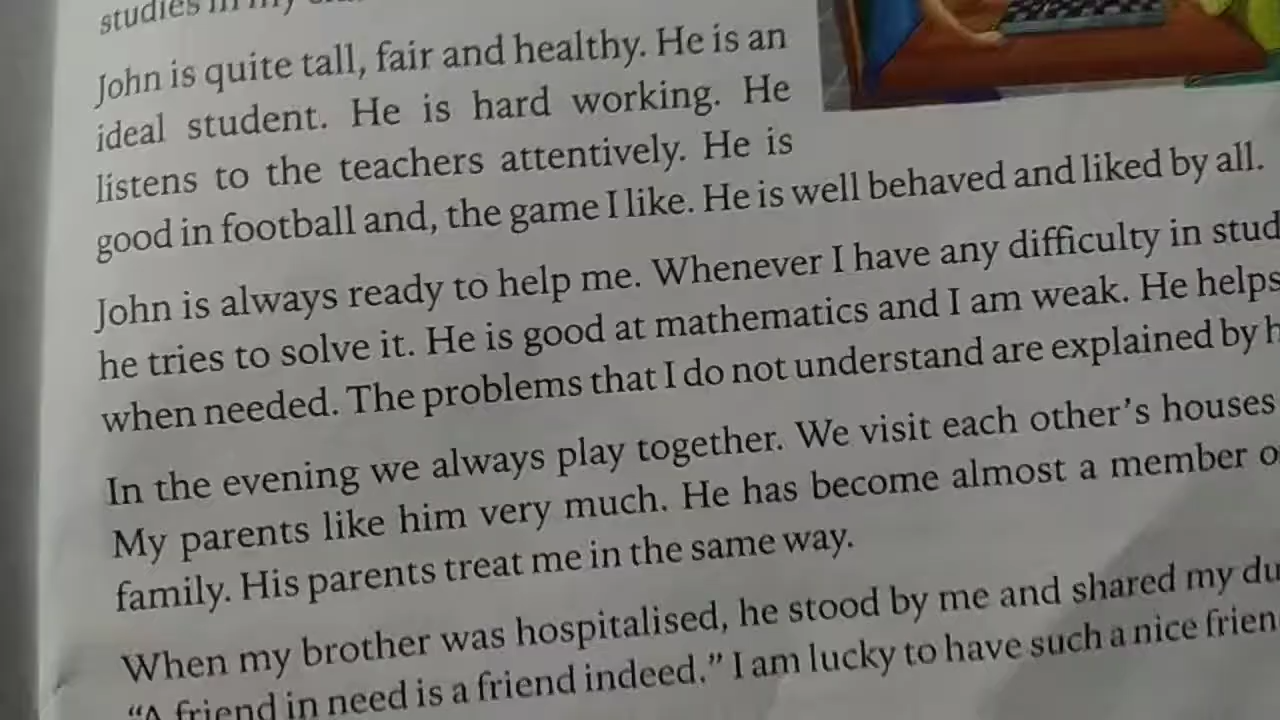 studies in my
John is quite tall, fair and healthy. He is an
ideal student. He is hard working. He
listens to the teachers attentively. He is
good in football and, the game I like. He is well behaved and liked by all.
John is always ready to help me. Whenever I have any difficulty in stud
he tries to solve it. He is good at mathematics and I am weak. He helps
when needed. The problems that I do not understand are explained by h
In the evening we always play together. We visit each other's houses
My parents like him very much. He has become almost a member o
family. His parents treat me in the same way.
When my brother was hospitalised, he stood by me and shared my du
“A friend in need is a friend indeed.” I am lucky to have such a nice frien